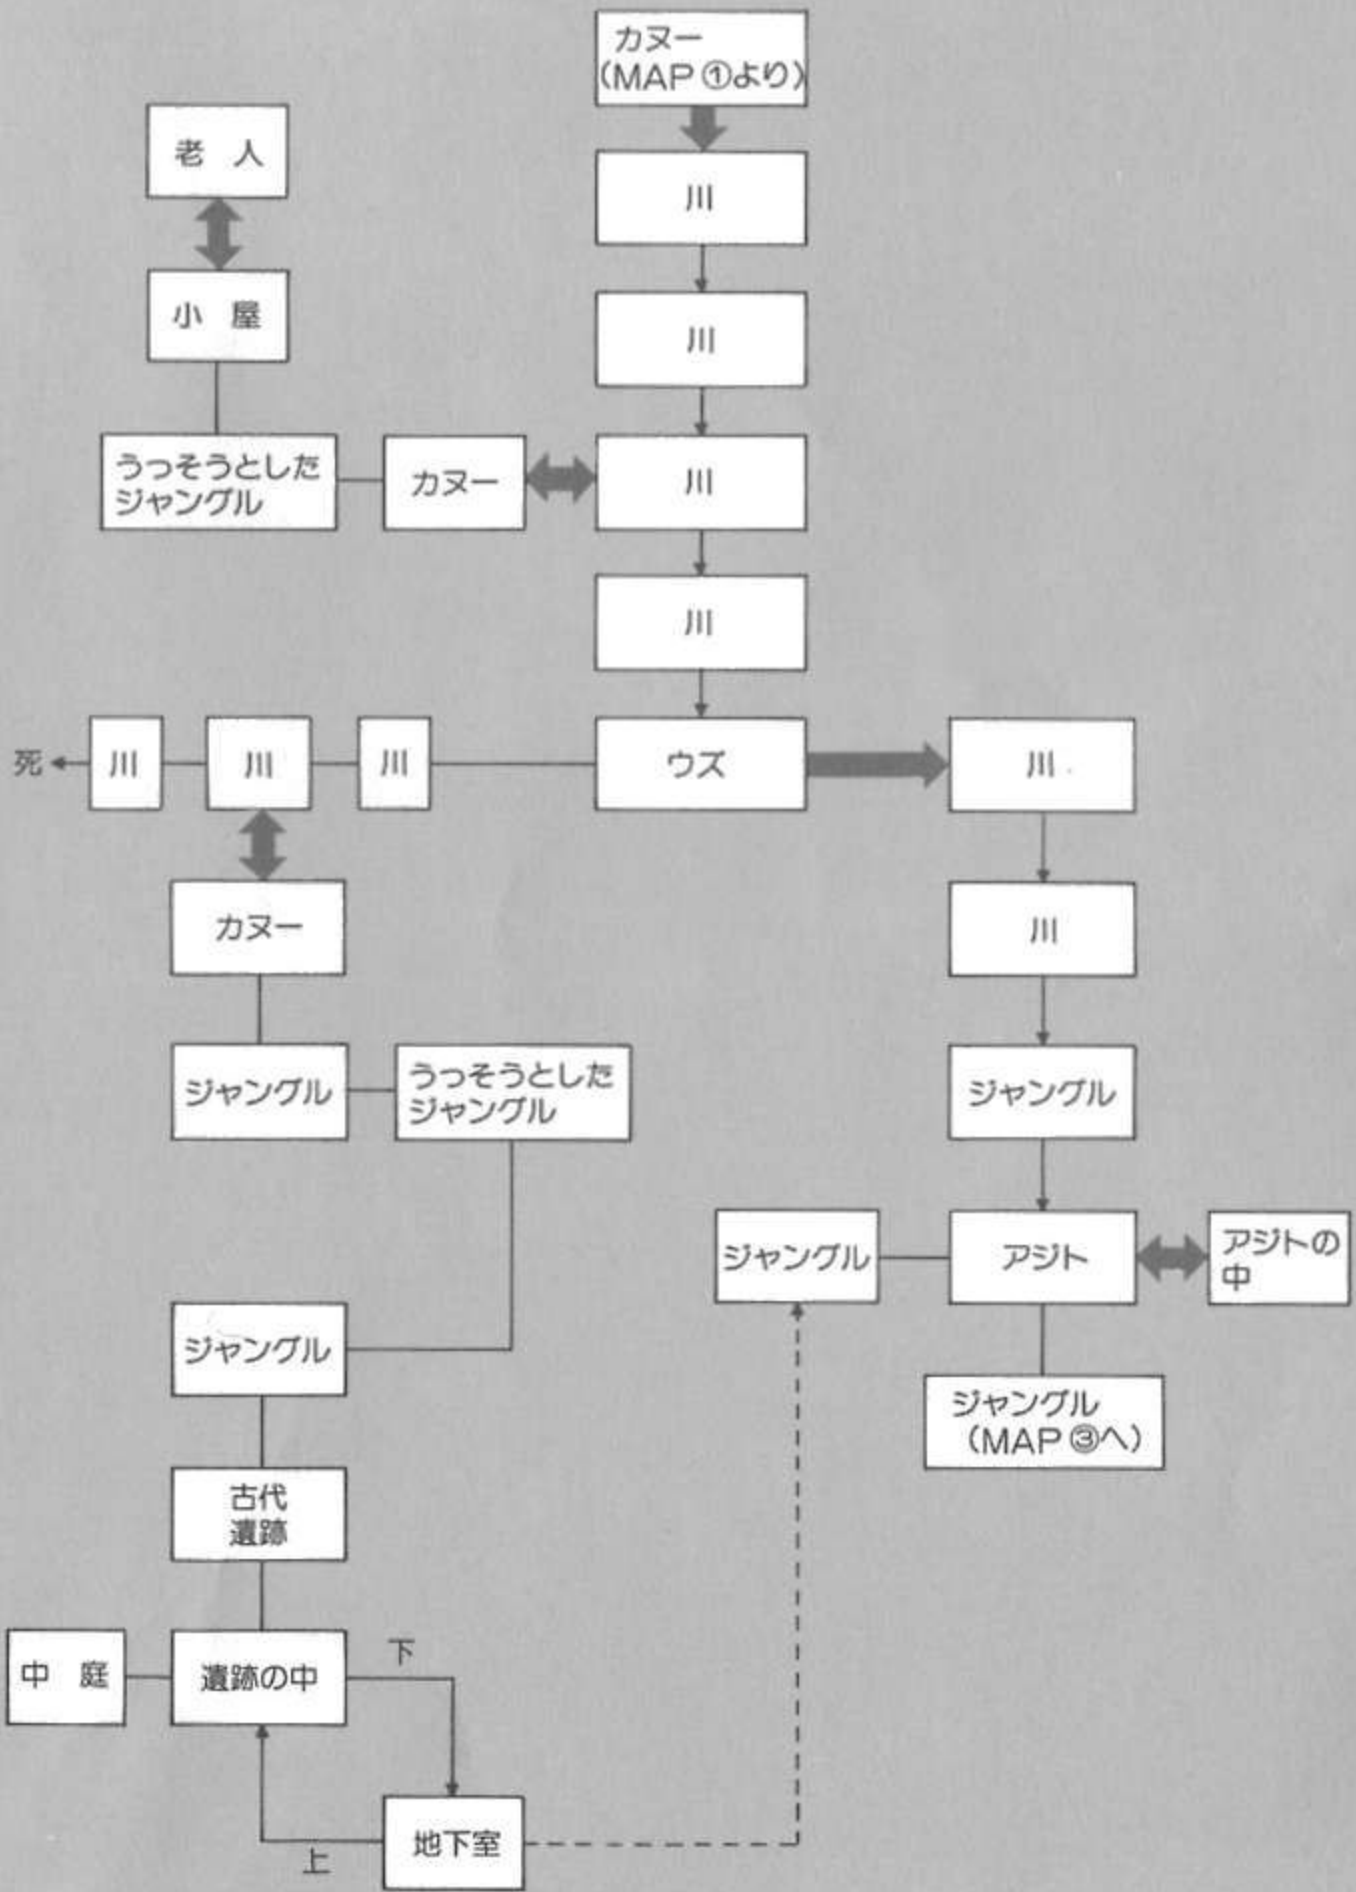 カヌー
(MAP ①より)
川
老 人
小 屋
川
うっそうとした
ジャングル
カヌー
川
川
死
川
川
川
ウズ
川
カヌー
川
ジャングル
うっそうとした
ジャングル
ジャングル
ジャングル
アジト
アジトの
中
ジャングル
ジャングル
(MAP ③へ)
古代
遺跡
中 庭
遺跡の中
下
地下室
上